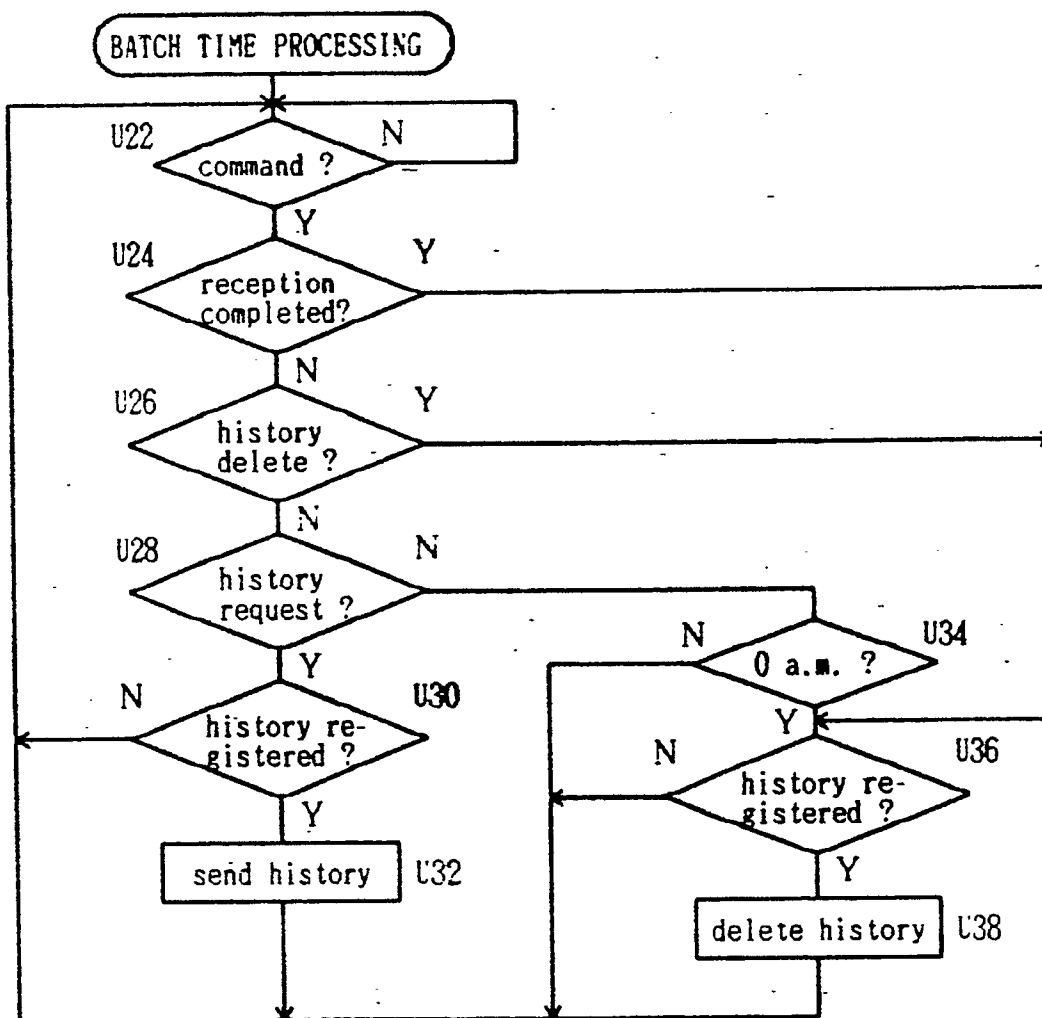 BATCH TIME PROCESSING
U22
N
command ?
Y
U24
Y
reception
completed?
N
U26
Y
history
delete ?
N
U28
N
history
request ?
Y
N
U34
0 a.m. ?
Y
N
U30
history re-
gistered ?
Y
N
U36
history re-
gistered ?
Y
send history
U32
delete history
U38